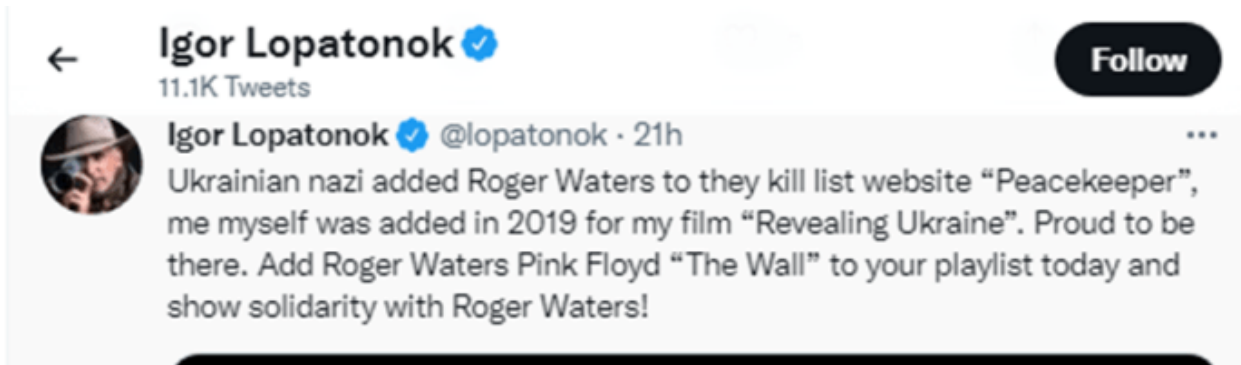 Igor Lopatonok
Follow
11.1K Tweets
Igor Lopatonok @lopatonok · 21h
Ukrainian nazi added Roger Waters to they kill list website “Peacekeeper”,
me myself was added in 2019 for my film “Revealing Ukraine”. Proud to be
there. Add Roger Waters Pink Floyd “The Wall” to your playlist today and
show solidarity with Roger Waters!